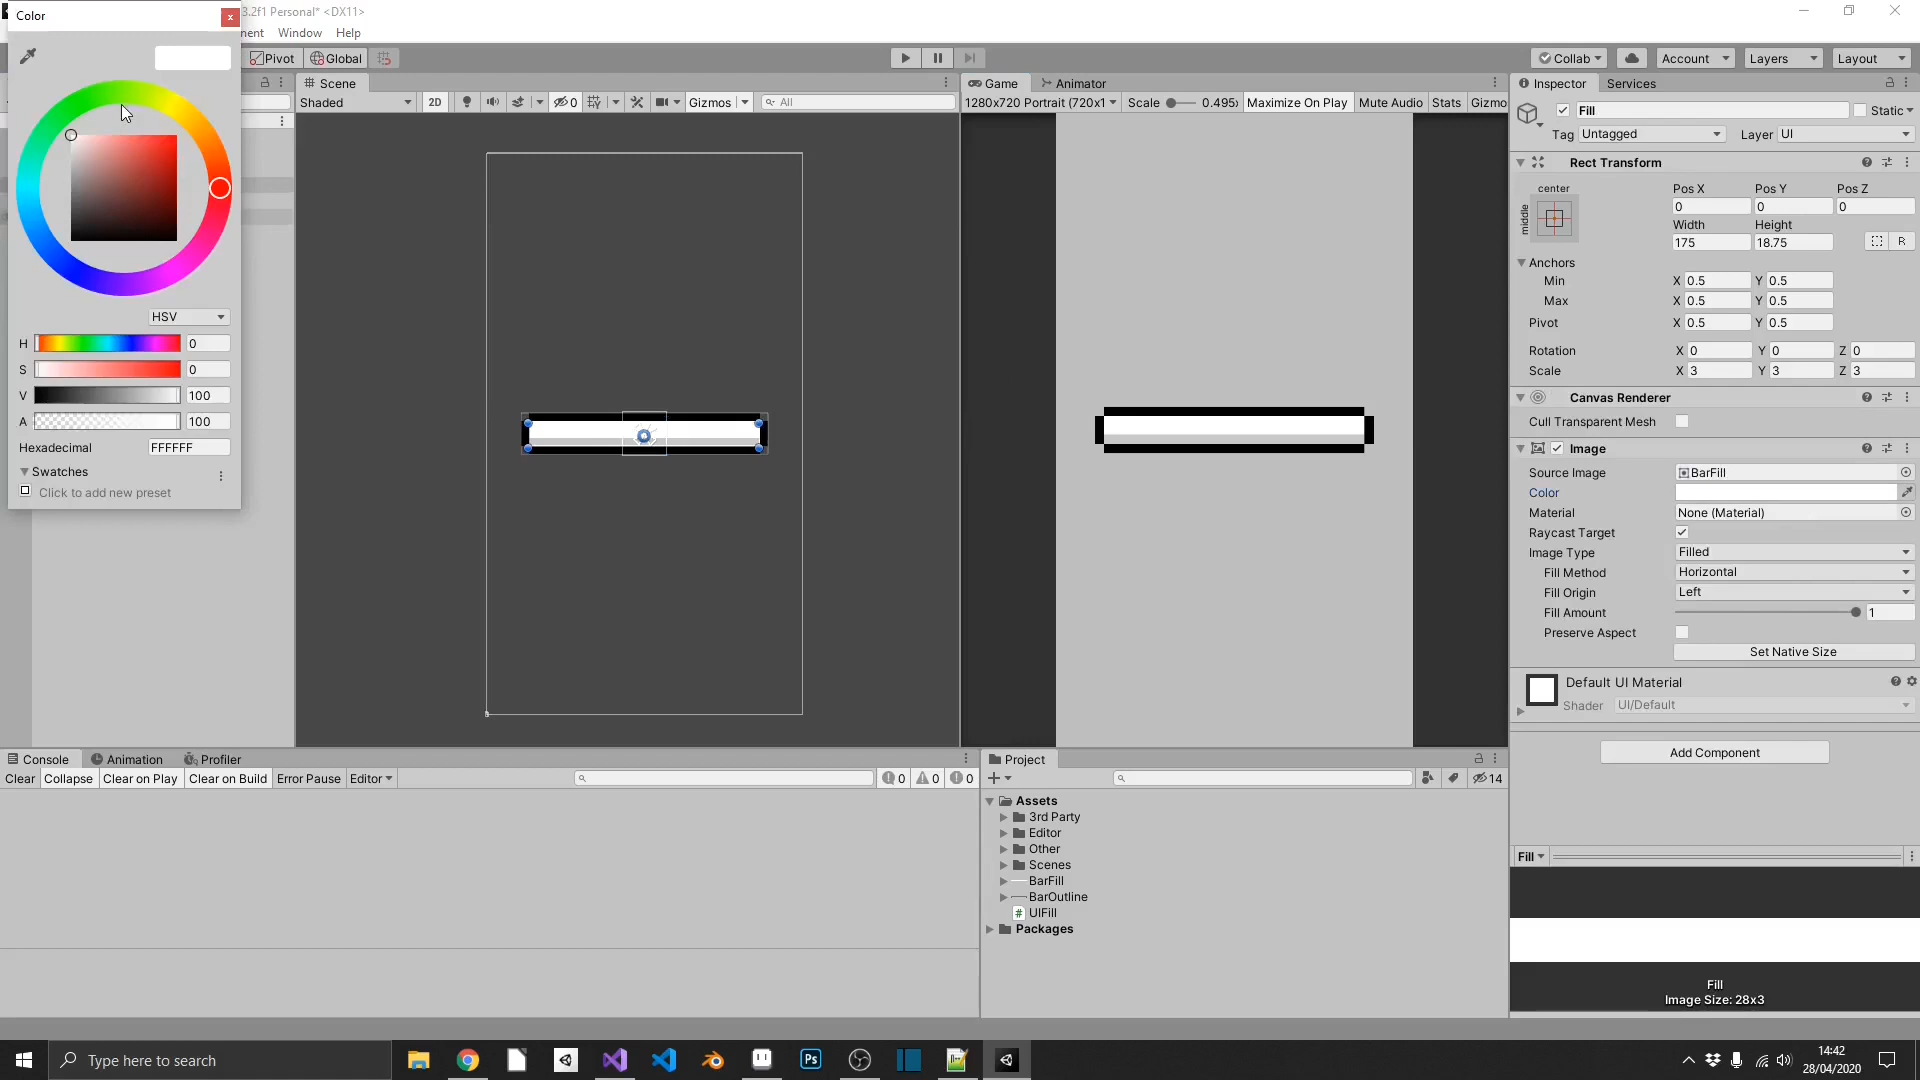 Color
x
3.2f1 Personal* <DX11>
nent Window Help
Pivot Global
Collab Account Layers Layout
Scene
Shaded 2D 0 Gizmos All
Game Animator
1280x720 Portrait (720x1 Scale 0.495 Maximize On Play Mute Audio Stats Gizmo
Inspector Services
Fill Static
Tag Untagged Layer UI
Rect Transform
center
middle
Pos X Pos Y Pos Z
0 0 0
Width Height
175 18.75 R
Anchors
Min X 0.5 Y 0.5
Max X 0.5 Y 0.5
Pivot X 0.5 Y 0.5
Rotation X 0 Y 0 Z 0
Scale X 3 Y 3 Z 3
Canvas Renderer
Cull Transparent Mesh
Image
Source Image BarFill
Color
Material None (Material)
Raycast Target
Image Type Filled
Fill Method Horizontal
Fill Origin Left
Fill Amount 1
Preserve Aspect
Set Native Size
Default UI Material
Shader UI/Default
Add Component
Fill
Fill
Image Size: 28x3
HSV
H 0
S 0
V 100
A 100
Hexadecimal FFFFFF
Swatches
Click to add new preset
Console Animation Profiler
Clear Collapse Clear on Play Clear on Build Error Pause Editor 0 0 0
Project
14
Assets
3rd Party
Editor
Other
Scenes
BarFill
BarOutline
# UIFill
Packages
Type here to search
Ps
14:42
28/04/2020